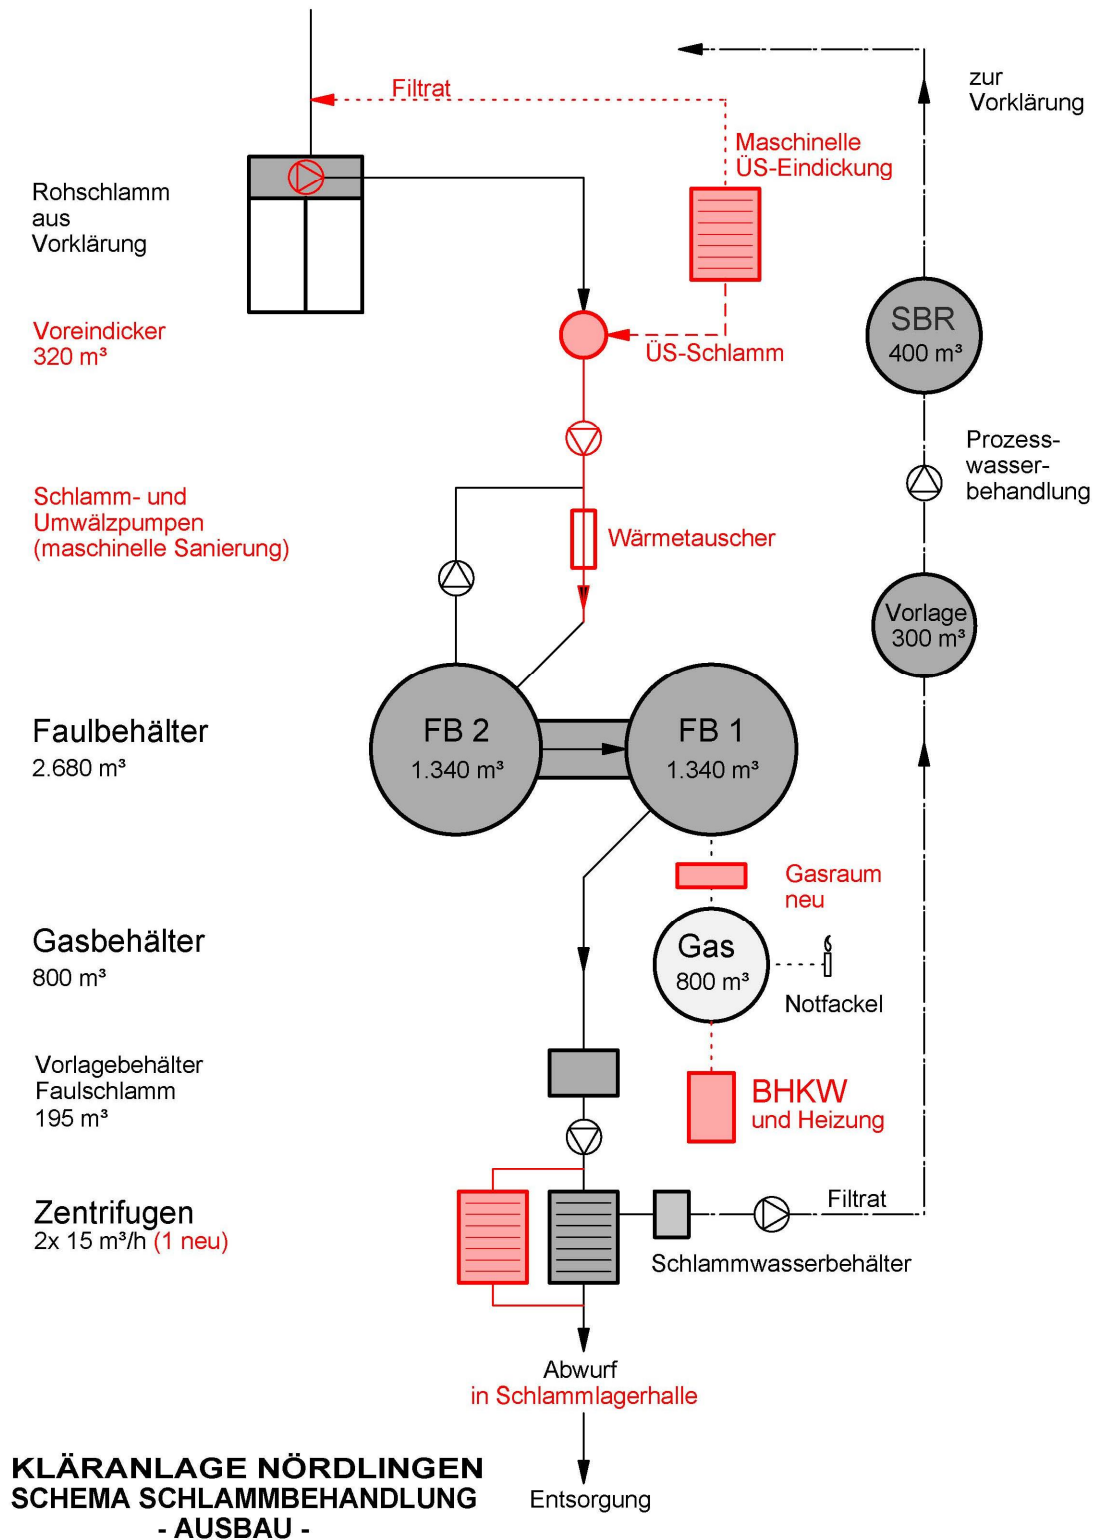 zur
Vorklärung
Filtrat
Maschinelle
ÜS-Eindickung
Rohschlamm
aus
Vorklärung
Voreindicker
320 m³
ÜS-Schlamm
SBR
400 m³
Prozess-
wasser-
behandlung
Schlamm- und
Umwälzpumpen
(maschinelle Sanierung)
Wärmetauscher
Vorlage
300 m³
Faulbehälter
2.680 m³
FB 2
1.340 m³
FB 1
1.340 m³
Gasraum
neu
Gasbehälter
800 m³
Gas
800 m³
Notfackel
Vorlagebehälter
Faulschlamm
195 m³
BHKW
und Heizung
Zentrifugen
2x 15 m³/h (1 neu)
Filtrat
Schlammwasserbehälter
Abwurf
in Schlammlagerhalle
Entsorgung
KLÄRANLAGE NÖRDLINGEN
SCHEMA SCHLAMMBEHANDLUNG
- AUSBAU -